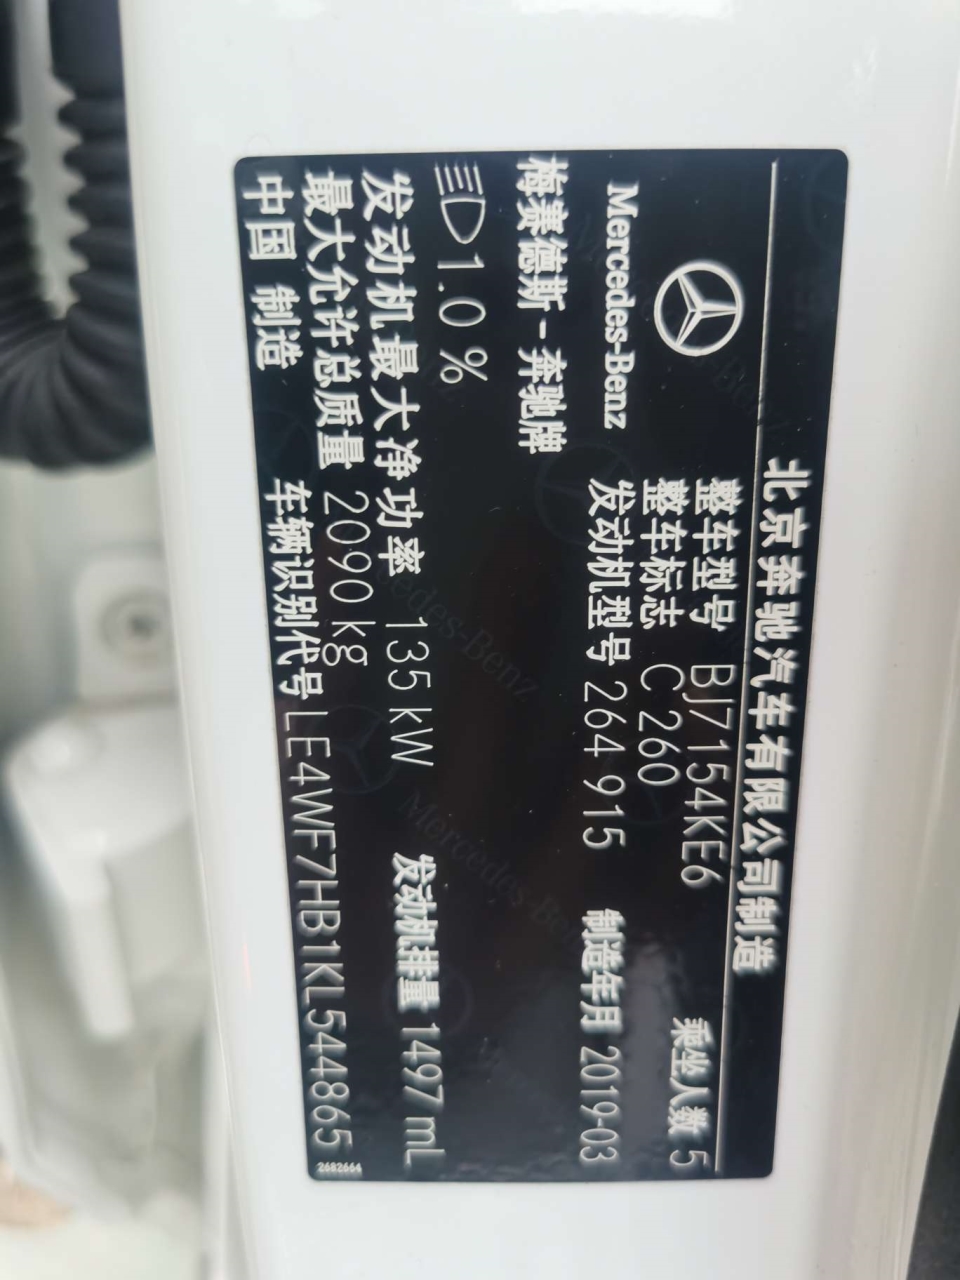 北京奔驰汽车有限公司制造
Mercedes-Benz
整车型号 BJ7154KE6
整车标志 C 260
乘坐人数 5
发动机型号 264 915
制造年月 2019-03
梅赛德斯-奔驰牌
1.0 %
发动机最大净功率 135 kW
发动机排量 1497 mL
最大允许总质量 2090 kg
中国 制造
车辆识别代号 LE4WF7HB1KL544865
2682664